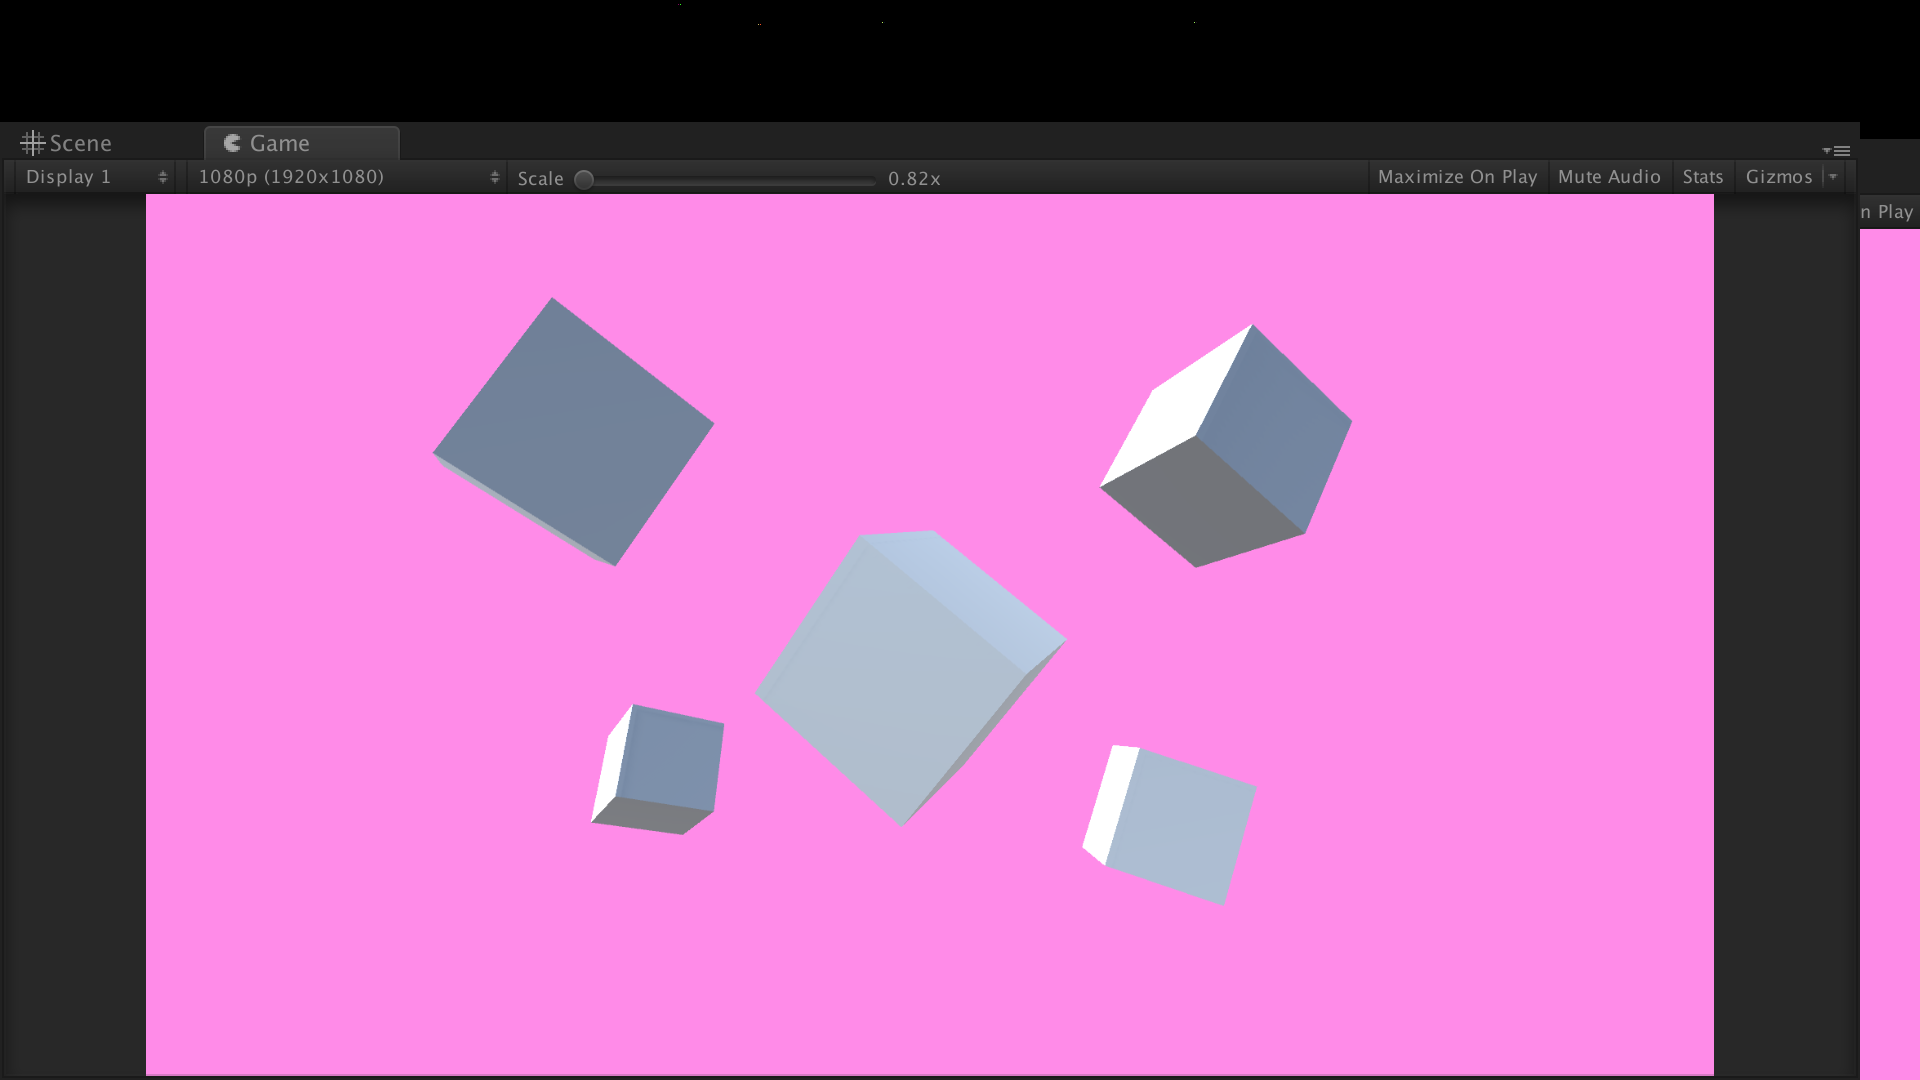 Scene Game
Display 1 1080p (1920x1080) Scale 0.82x Maximize On Play Mute Audio Stats Gizmos
n Play